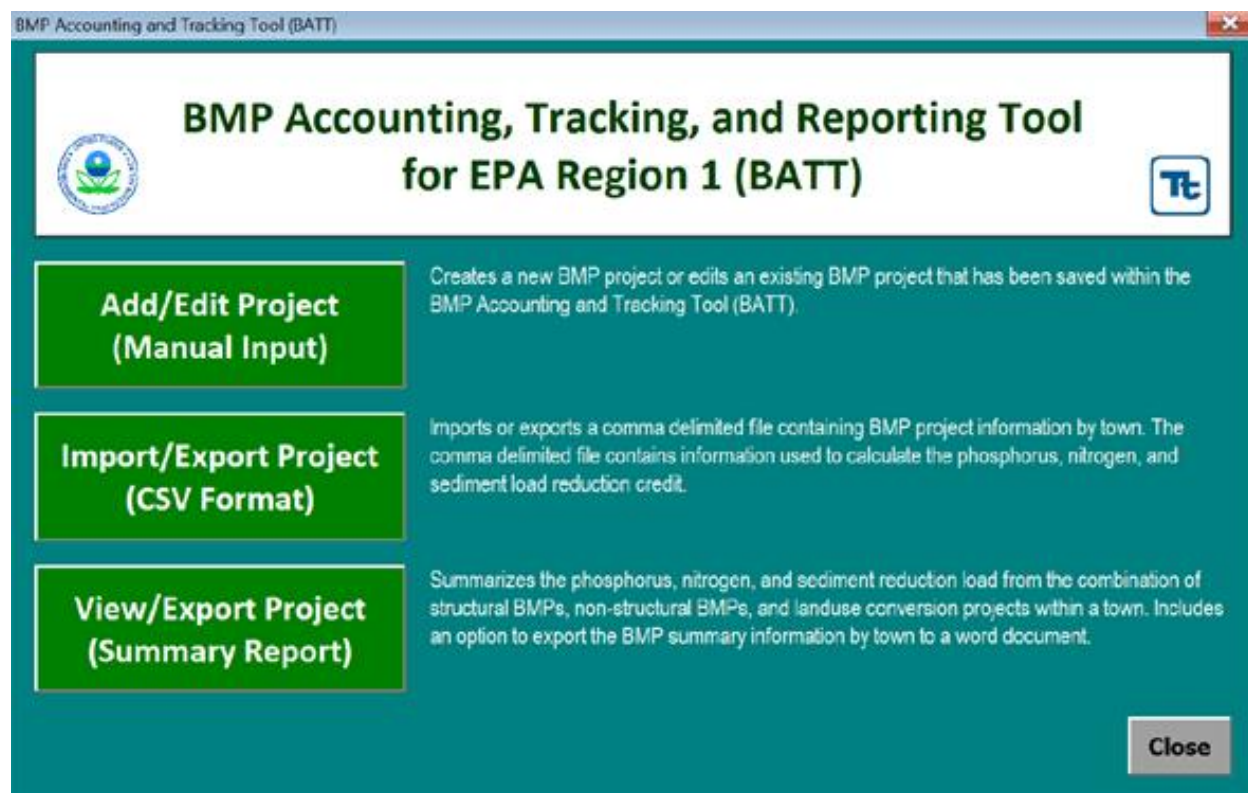 BMP Accounting and Tracking Tool (BATT)
BMP Accounting, Tracking, and Reporting Tool
for EPA Region 1 (BATT)
Tt
Add/Edit Project
(Manual Input)
Creates a new BMP project or edits an existing BMP project that has been saved within the
BMP Accounting and Tracking Tool (BATT).
Import/Export Project
(CSV Format)
Imports or exports a comma delimited file containing BMP project information by town. The
comma delimited file contains information used to calculate the phosphorus, nitrogen, and
sediment load reduction credit.
View/Export Project
(Summary Report)
Summarizes the phosphorus, nitrogen, and sediment reduction load from the combination of
structural BMPs, non-structural BMPs, and landuse conversion projects within a town. Includes
an option to export the BMP summary information by town to a word document.
Close